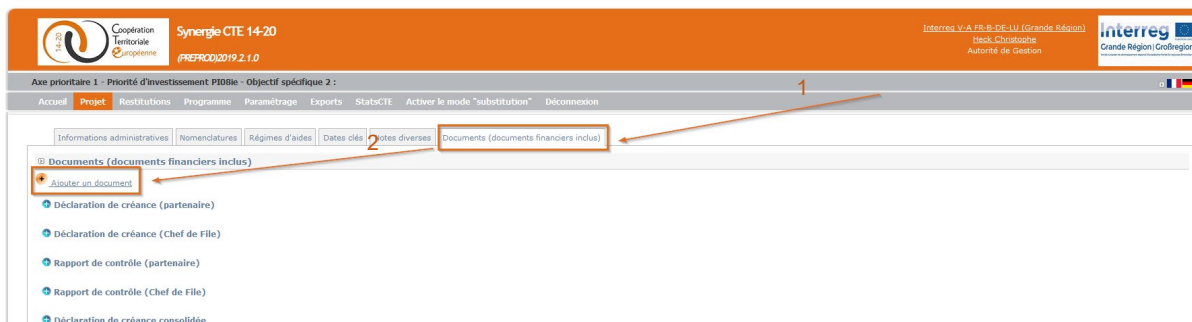 14-20
Coopération
Territoriale
Européenne
Synergie CTE 14-20
(PREPROD)2019.2.1.0
Interreg V-A FR-B-DE-LU (Grande Région)
Heck Christophe
Autorité de Gestion
Interreg
Grande Région | Großregion
Axe prioritaire 1 - Priorité d'investissement PI08ie - Objectif spécifique 2 :
1
Accueil Projet Restitutions Programme Paramétrage Exports StatsCTE Activer le mode "substitution" Déconnexion
Informations administratives Nomenclatures Régimes d'aides Dates clés Notes diverses Documents (documents financiers inclus)
2
Documents (documents financiers inclus)
Ajouter un document
Déclaration de créance (partenaire)
Déclaration de créance (Chef de File)
Rapport de contrôle (partenaire)
Rapport de contrôle (Chef de File)
Déclaration de créance consolidée